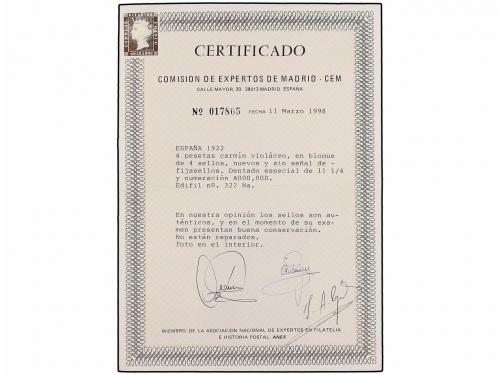 CERTIFICADO
COMISION DE EXPERTOS DE MADRID - CEM
CALLE MAYOR, 30. 28013 MADRID. ESPAÑA
Nº 017865 FECHA 11 Marzo 1998
ESPAÑA 1922
4 pesetas carmín violáceo, en bloque
de 4 sellos, nuevos y sin señal de -
fijasellos. Dentado especial de 11 1/4
y numeración A000,000.
Edifil nº. 322 Na.
En nuestra opinión los sellos son au-
ténticos, y en el momento de su exa-
men presentan buena conservación.
No están reparados.
Foto en el interior.
MIEMBRO DE LA ASOCIACION NACIONAL DE EXPERTOS EN FILATELIA
E HISTORIA POSTAL. ANEF